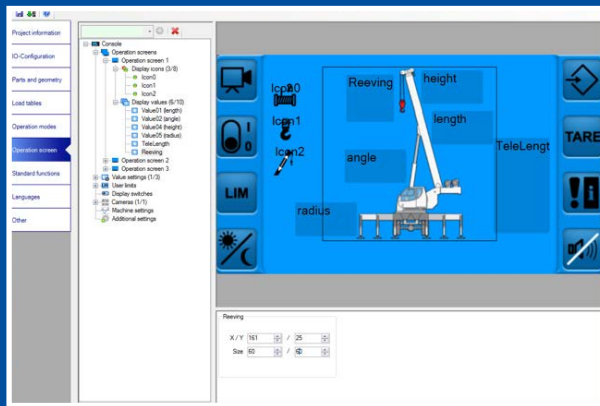 Project information
IO-Configuration
Parts and geometry
Load tables
Operation modes
Operation screen
Standard functions
Languages
Other
Console
Operation screens
Operation screen 1
Display icons (3/8)
Icon0
Icon1
Icon2
Display values (6/10)
Value01 (length)
Value02 (angle)
Value04 (height)
Value05 (radius)
TeleLength
Reeving
Operation screen 2
Operation screen 3
Value settings (1/3)
User limits
Display switches
Cameras (1/1)
Machine settings
Additional settings
Icon0
Icon1
Icon2
Reeving
height
length
angle
TeleLengt
radius
I
0
LIM
TARE
Reeving
X / Y 161 / 25
Size 60 /